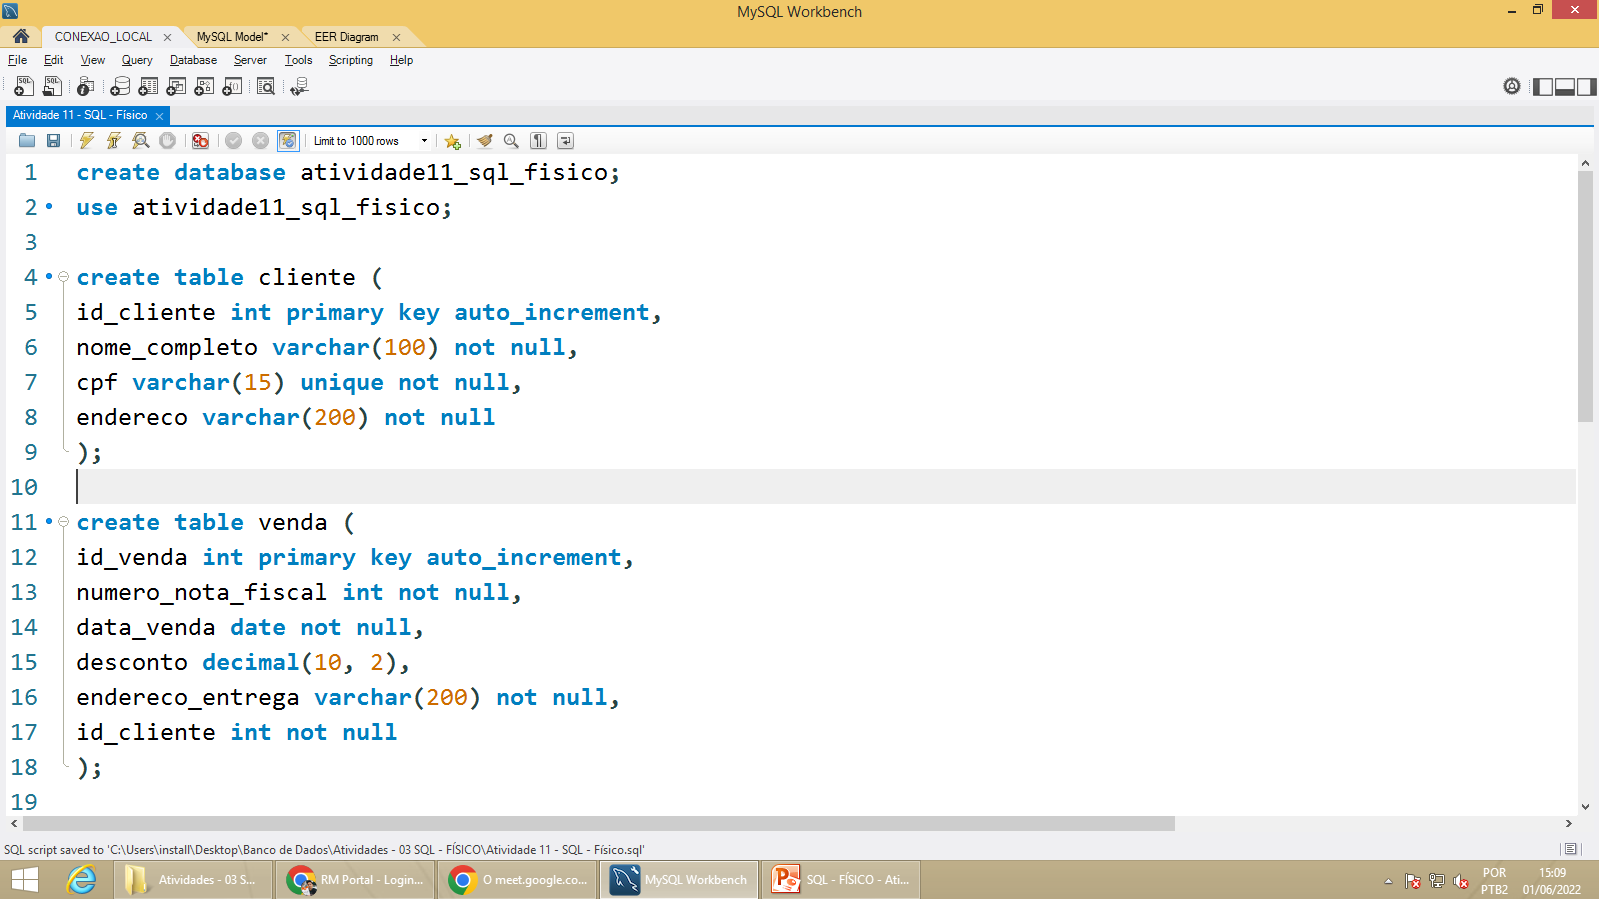 MySQL Workbench
CONEXAO_LOCAL
MySQL Model*
EER Diagram
File Edit View Query Database Server Tools Scripting Help
Atividade 11 - SQL - Físico
Limit to 1000 rows
1 create database atividade11_sql_fisico;
2 use atividade11_sql_fisico;
3
4 create table cliente (
5 id_cliente int primary key auto_increment,
6 nome_completo varchar(100) not null,
7 cpf varchar(15) unique not null,
8 endereco varchar(200) not null
9 );
10
11 create table venda (
12 id_venda int primary key auto_increment,
13 numero_nota_fiscal int not null,
14 data_venda date not null,
15 desconto decimal(10, 2),
16 endereco_entrega varchar(200) not null,
17 id_cliente int not null
18 );
19
SQL script saved to 'C:\Users\install\Desktop\Banco de Dados\Atividades - 03 SQL - FÍSICO\Atividade 11 - SQL - Físico.sql'
Atividades - 03 S...
RM Portal - Login...
O meet.google.co...
MySQL Workbench
SQL - FÍSICO - Ati...
POR
PTB2
15:09
01/06/2022